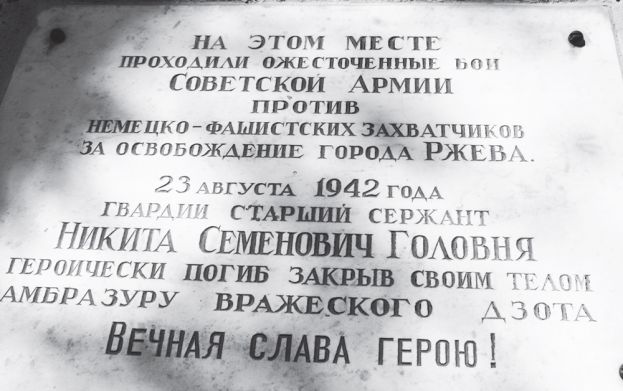 НА ЭТОМ МЕСТЕ
ПРОХОДИЛИ ОЖЕСТОЧЕННЫЕ БОИ
СОВЕТСКОЙ АРМИИ
ПРОТИВ
НЕМЕЦКО-ФАШИСТСКИХ ЗАХВАТЧИКОВ
ЗА ОСВОБОЖДЕНИЕ ГОРОДА РЖЕВА.
23 АВГУСТА 1942 ГОДА
ГВАРДИИ СТАРШИЙ СЕРЖАНТ
НИКИТА СЕМЕНОВИЧ ГОЛОВНЯ
ГЕРОИЧЕСКИ ПОГИБ ЗАКРЫВ СВОИМ ТЕЛОМ
АМБРАЗУРУ ВРАЖЕСКОГО ДЗОТА
ВЕЧНАЯ СЛАВА ГЕРОЮ!